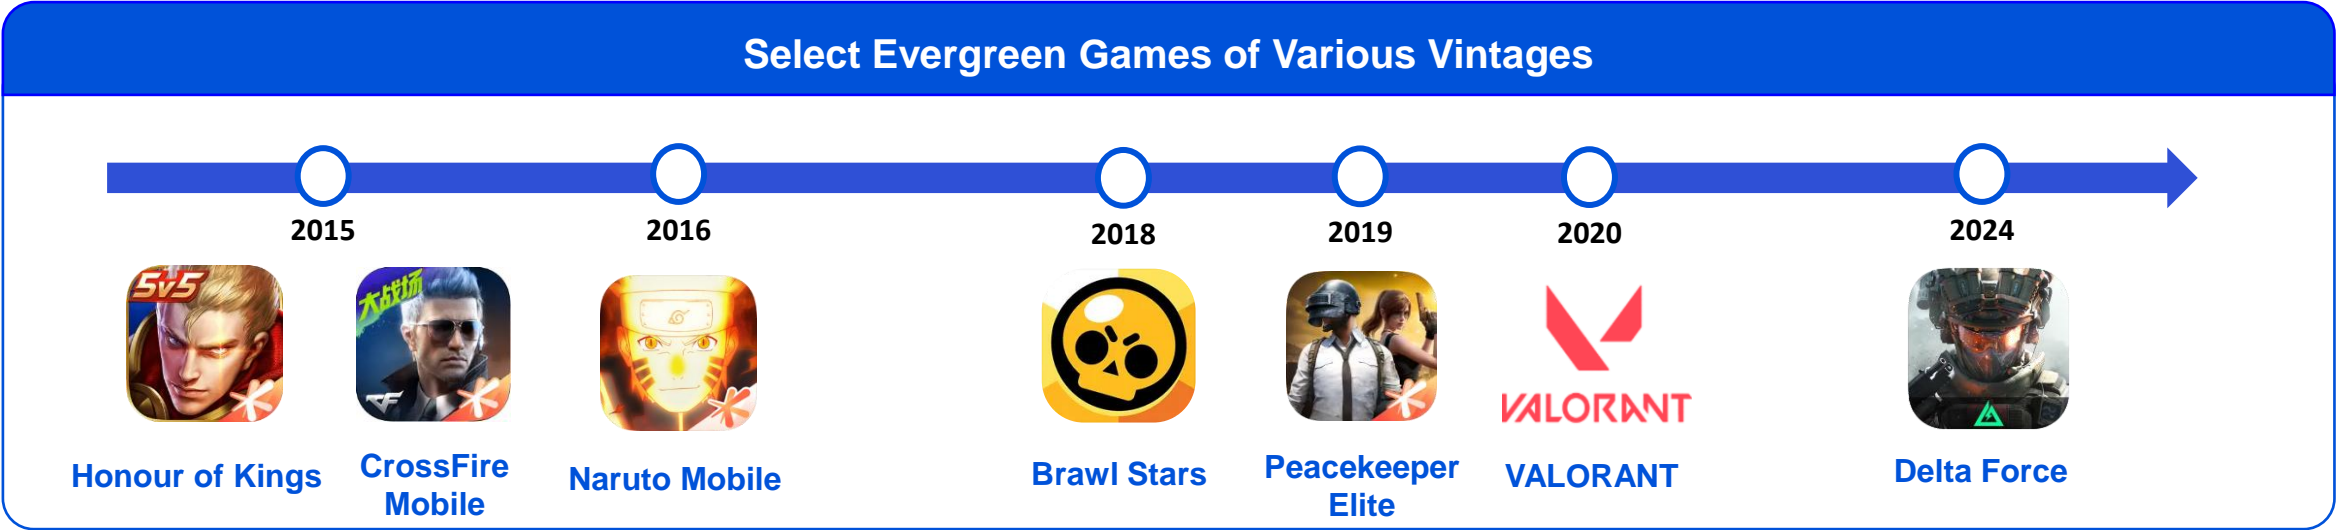 Select Evergreen Games of Various Vintages
2015
2016
2018
2019
2020
2024
5v5
大战场
CF
VALORANT
Honour of Kings
CrossFire
Mobile
Naruto Mobile
Brawl Stars
Peacekeeper
Elite
VALORANT
Delta Force